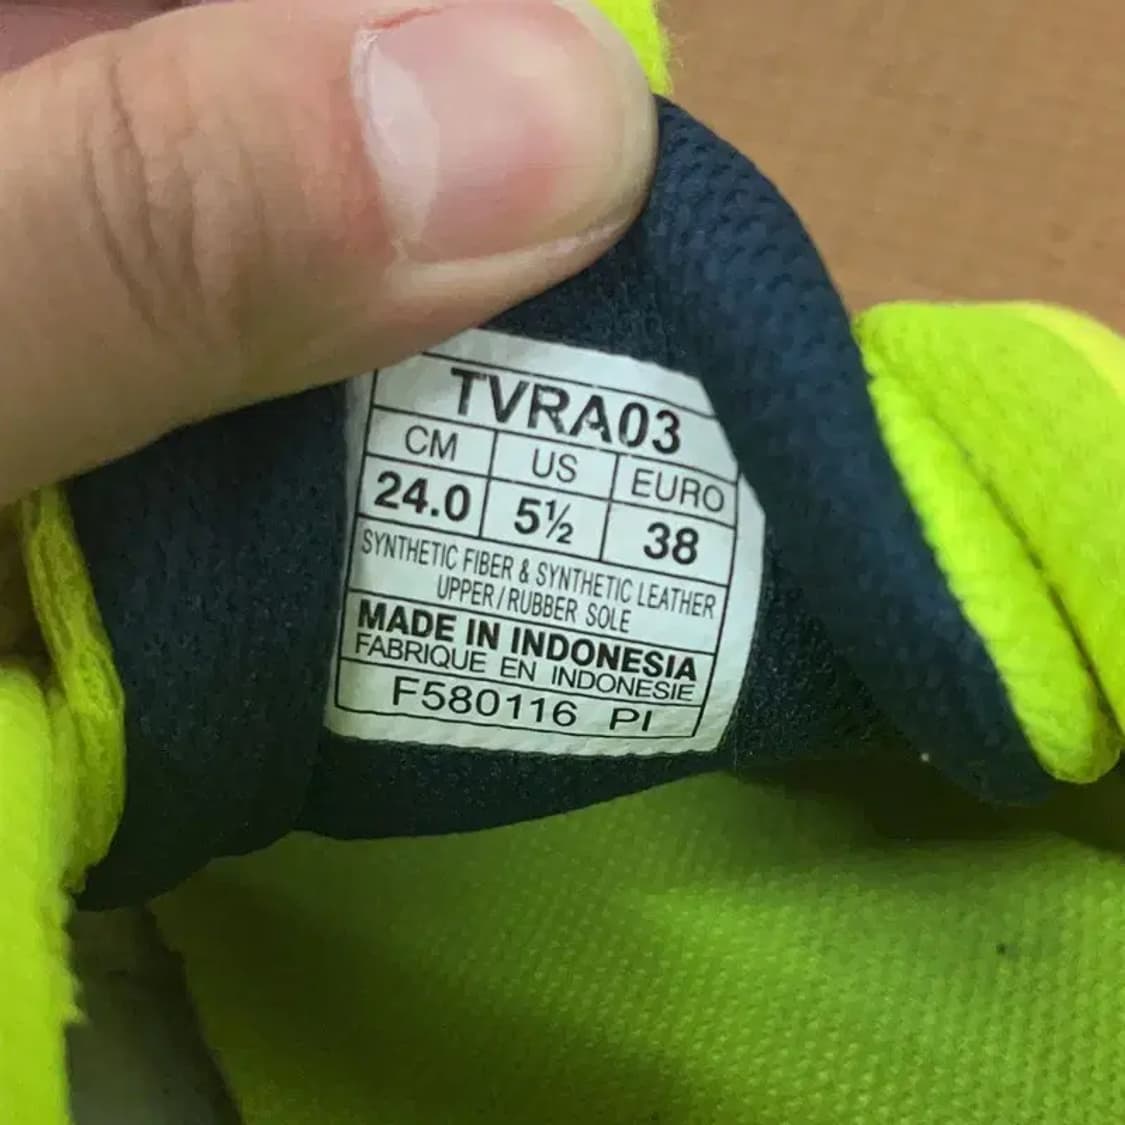 TVRA03
CM US EURO
24.0 5½ 38
SYNTHETIC FIBER & SYNTHETIC LEATHER
UPPER/RUBBER SOLE
MADE IN INDONESIA
FABRIQUE EN INDONESIE
F580116 PI